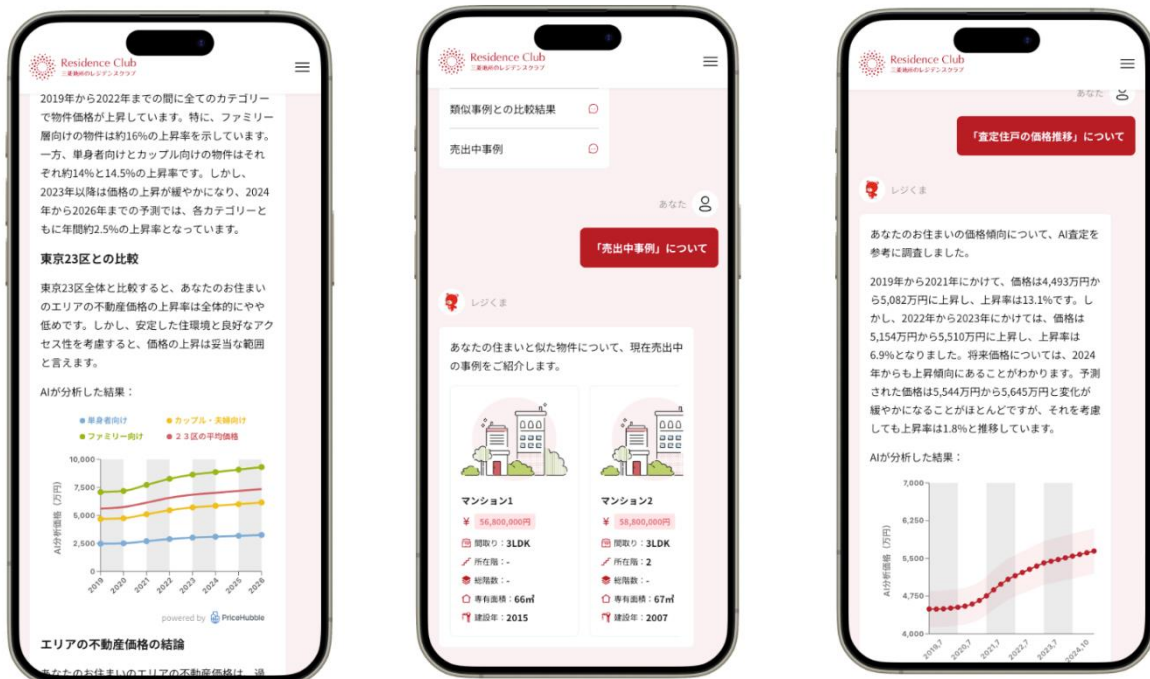 Residence Club
三菱地所のレジデンスクラブ
2019年から2022年までの間に全てのカテゴリー
で物件価格が上昇しています。特に、ファミリー
層向けの物件は約16%の上昇率を示しています。
一方、単身者向けとカップル向けの物件はそれ
ぞれ約14%と14.5%の上昇率です。しかし、
2023年以降は価格の上昇が緩やかになり、2024
年から2026年までの予測では、各カテゴリーと
もに年間約2.5%の上昇率となっています。
東京23区との比較
東京23区全体と比較すると、あなたのお住まい
のエリアの不動産価格の上昇率は全体的にやや
低めです。しかし、安定した住環境と良好なアク
セス性を考慮すると、価格の上昇は妥当な範囲
と言えます。
AIが分析した結果：
単身者向け
カップル・夫婦向け
ファミリー向け
２３区の平均価格
AI分析価格（万円）
10,000
7,500
5,000
2,500
0
2019
2020
2021
2022
2023
2024
2025
2026
powered by PriceHubble
エリアの不動産価格の結論
あなたのお住まいのエリアの不動産価格は、過
Residence Club
三菱地所のレジデンスクラブ
類似事例との比較結果
売出中事例
あなた
「売出中事例」について
レジくま
あなたの住まいと似た物件について、現在売出中
の事例をご紹介します。
マンション1
¥ 56,800,000円
間取り：3LDK
所在階：-
総階数：-
専有面積：66㎡
建設年：2015
マンション2
¥ 58,800,000円
間取り：3LDK
所在階：2
総階数：-
専有面積：67㎡
建設年：2007
Residence Club
三菱地所のレジデンスクラブ
あなた
「査定住戸の価格推移」について
レジくま
あなたのお住まいの価格傾向について、AI査定を
参考に調査しました。
2019年から2021年にかけて、価格は4,493万円か
ら5,082万円に上昇し、上昇率は13.1%です。し
かし、2022年から2023年にかけては、価格は
5,154万円から5,510万円に上昇し、上昇率は
6.9%となりました。将来価格については、2024
年からも上昇傾向にあることがわかります。予測
された価格は5,544万円から5,645万円と変化が
緩やかになることがほとんどですが、それを考慮
しても上昇率は1.8%と推移しています。
AIが分析した結果：
AI分析価格（万円）
7,000
6,250
5,500
4,750
4,000
2019,7
2020,7
2021,7
2022,7
2023,7
2024,10